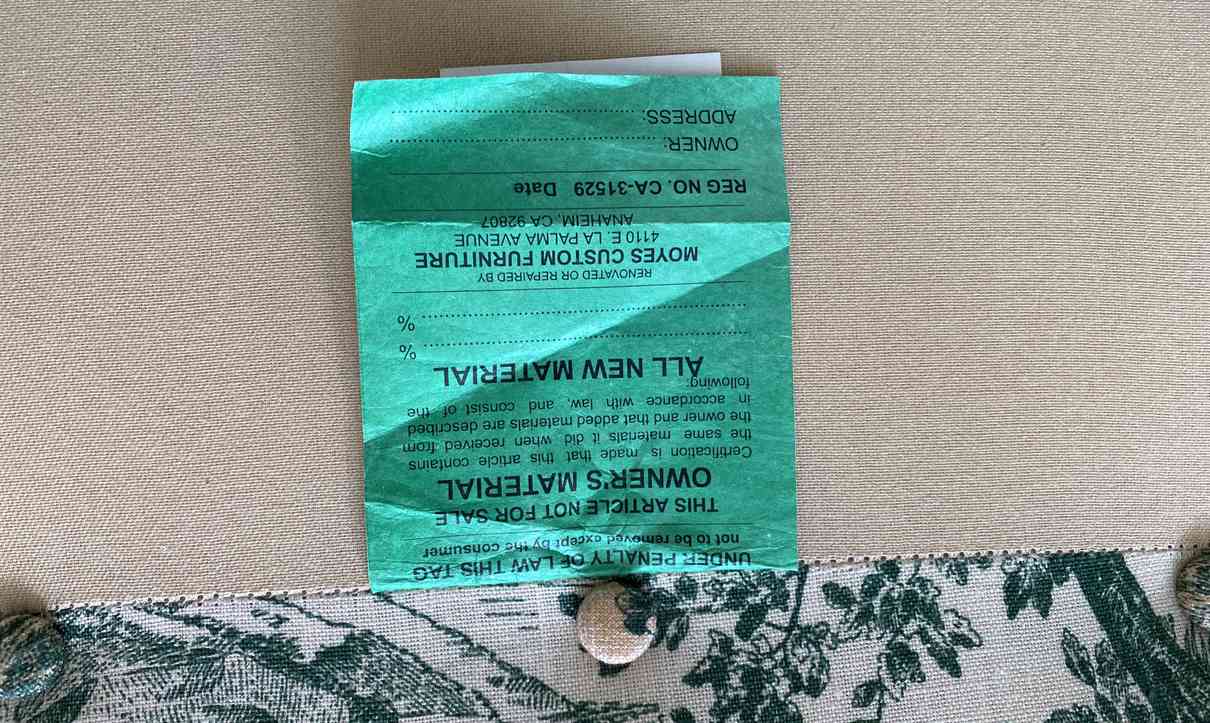 UNDER PENALTY OF LAW THIS TAG
not to be removed except by the consumer
THIS ARTICLE NOT FOR SALE
OWNER'S MATERIAL
Certification is made that this article contains
the same materials it did when received from
the owner and that added materials are described
in accordance with law, and consist of the
following:
ALL NEW MATERIAL
.................................................. %
.................................................. %
RENOVATED OR REPAIRED BY
MOYES CUSTOM FURNITURE
4110 E. LA PALMA AVENUE
ANAHEIM, CA 92807
REG NO. CA-31529 Date
OWNER: ..................................................
ADDRESS: ..................................................